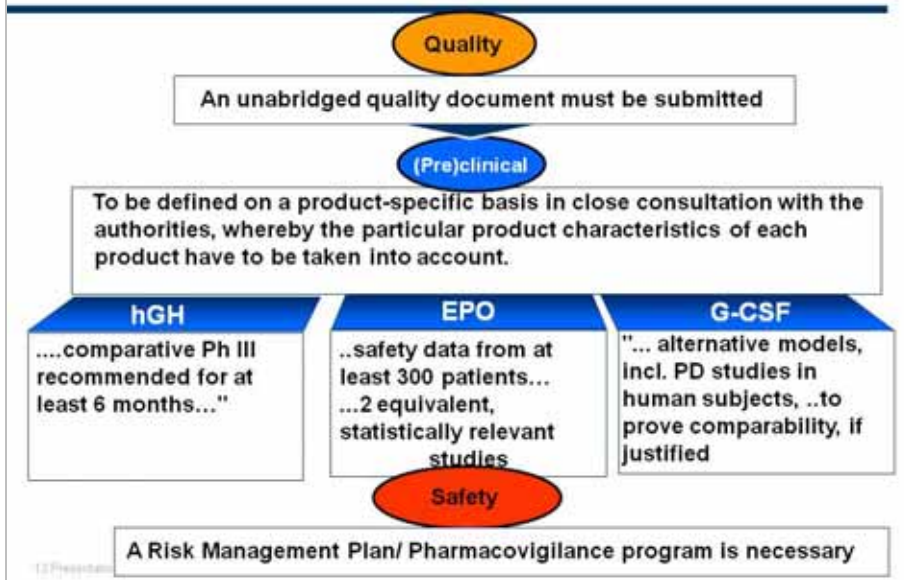 Quality
An unabridged quality document must be submitted
(Pre)clinical
To be defined on a product-specific basis in close consultation with the
authorities, whereby the particular product characteristics of each
product have to be taken into account.
hGH
....comparative Ph III
recommended for at
least 6 months..."
EPO
..safety data from at
least 300 patients...
...2 equivalent,
statistically relevant
studies
G-CSF
"... alternative models,
incl. PD studies in
human subjects, ..to
prove comparability, if
justified
Safety
A Risk Management Plan/ Pharmacovigilance program is necessary